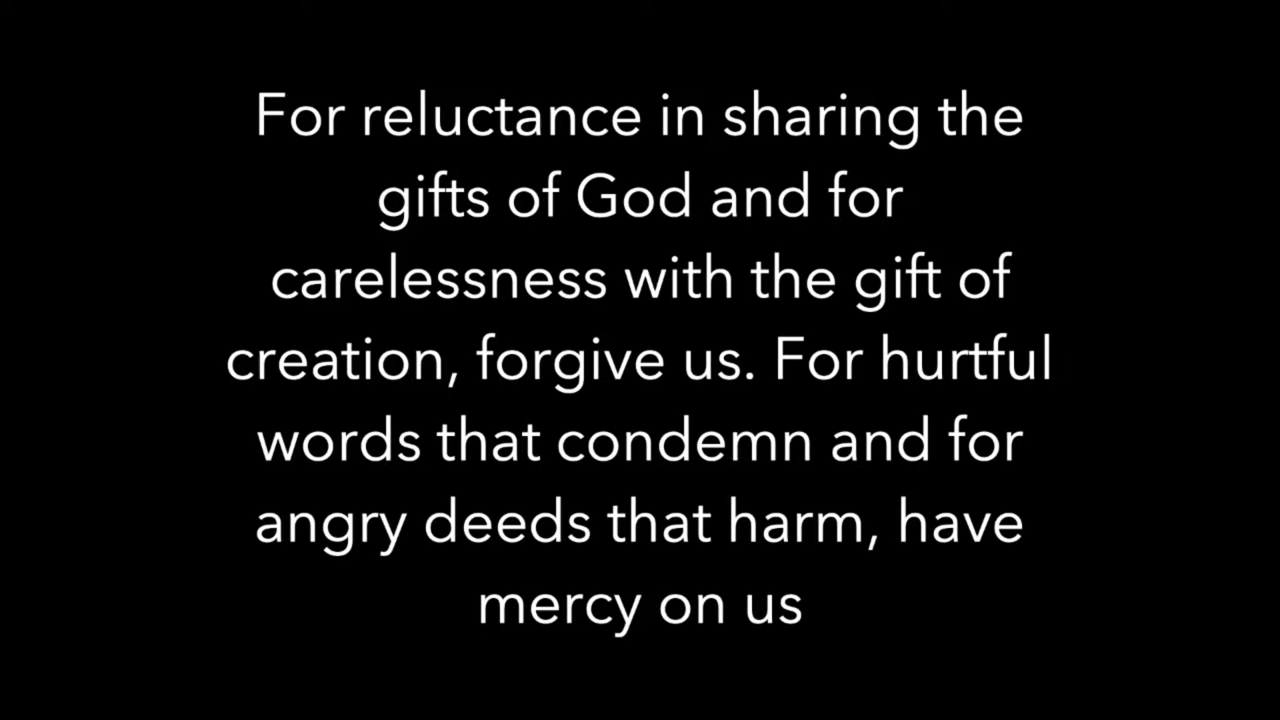 For reluctance in sharing the
gifts of God and for
carelessness with the gift of
creation, forgive us. For hurtful
words that condemn and for
angry deeds that harm, have
mercy on us